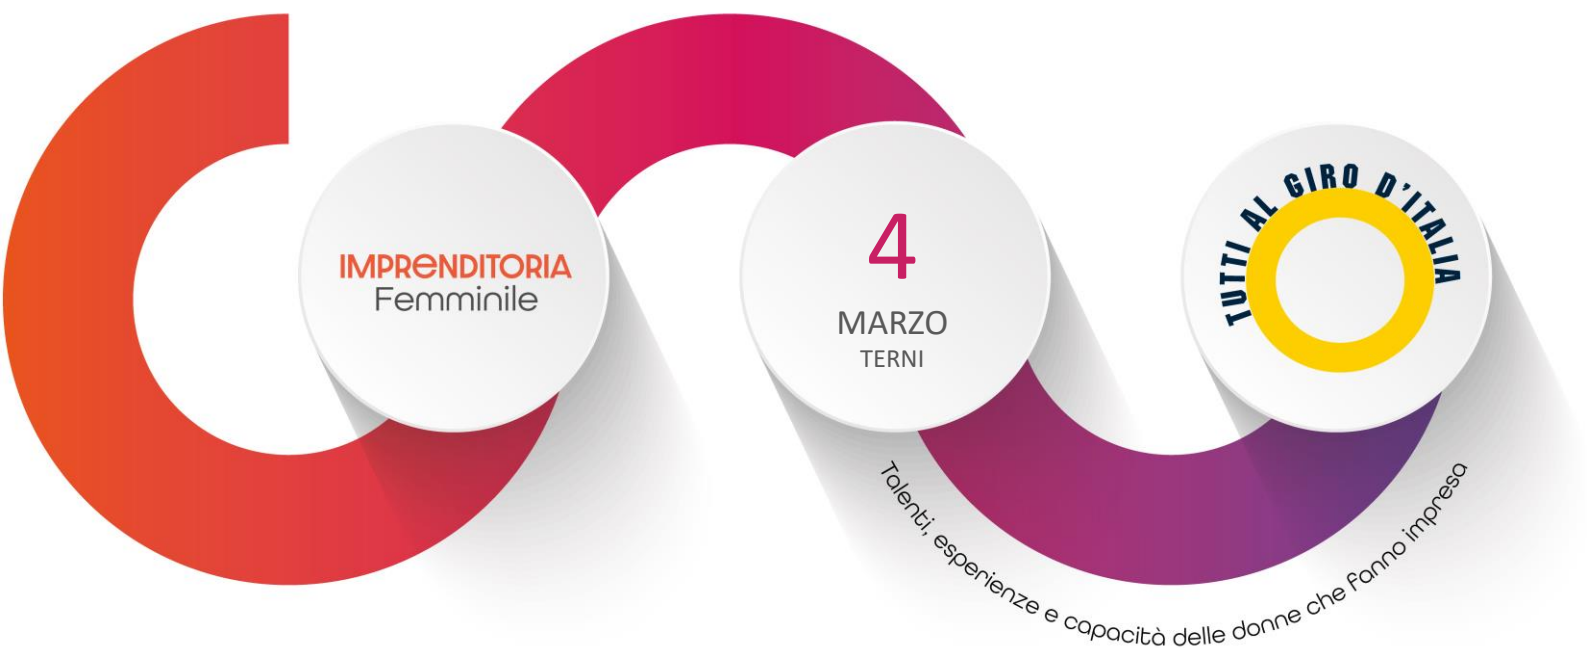 IMPRENDITORIA
Femminile
4
MARZO
TERNI
TUTTI AL GIRO D'ITALIA
Talenti, esperienze e capacità delle donne che fanno impresa